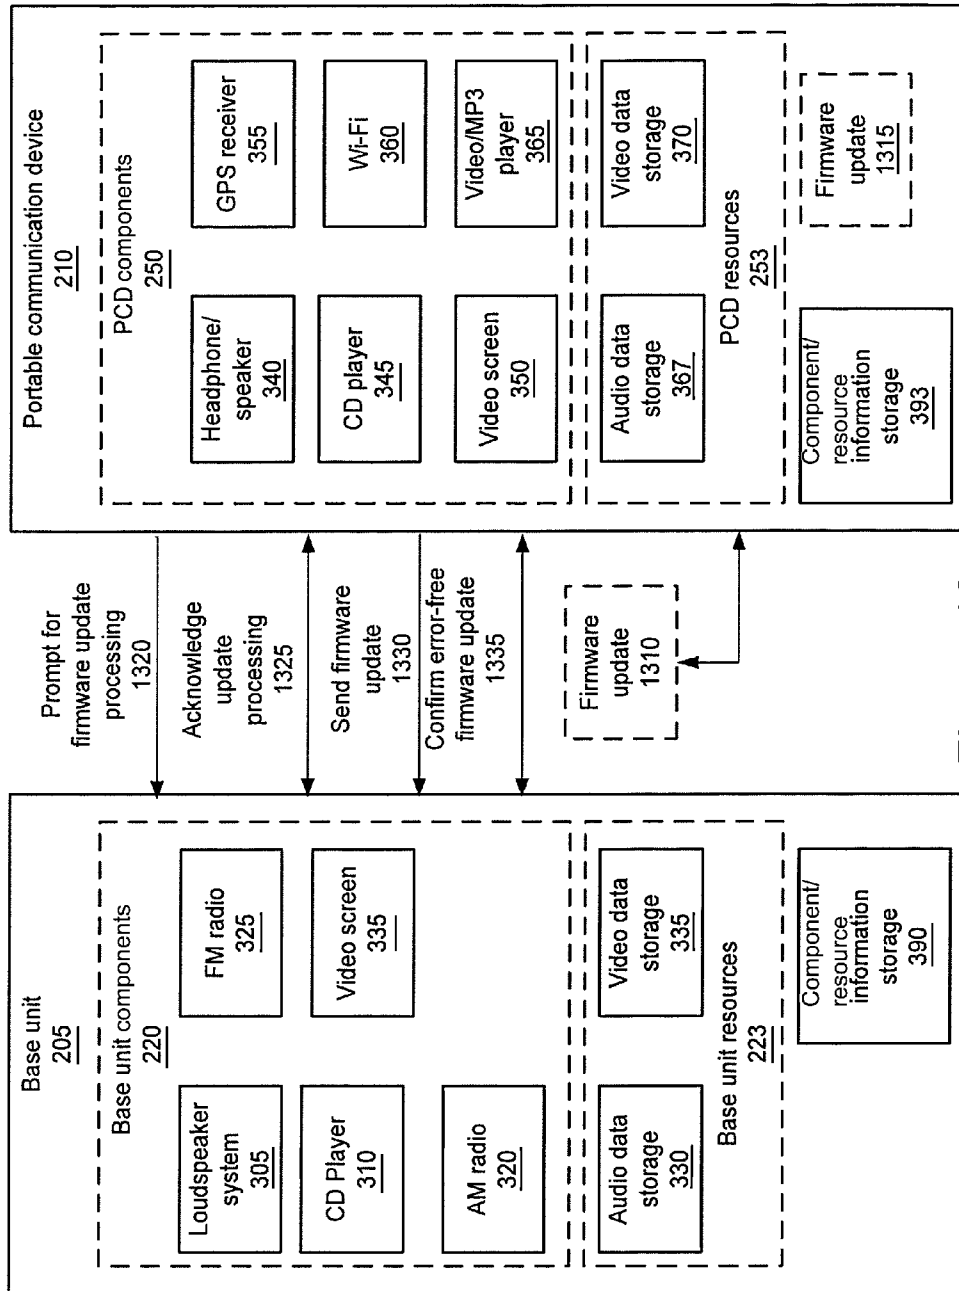 Base unit
205
Base unit components
220
Loudspeaker
system
305
FM radio
325
CD Player
310
Video screen
335
AM radio
320
Audio data
storage
330
Video data
storage
335
Base unit resources
223
Component/
resource
information
storage
390
Prompt for
firmware update
processing
1320
Acknowledge
update
processing
1325
Send firmware
update
1330
Confirm error-free
firmware update
1335
Firmware
update
1310
Portable communication device
210
PCD components
250
Headphone/
speaker
340
GPS receiver
355
CD player
345
Wi-Fi
360
Video screen
350
Video/MP3
player
365
Audio data
storage
367
Video data
storage
370
PCD resources
253
Component/
resource
information
storage
393
Firmware
update
1315